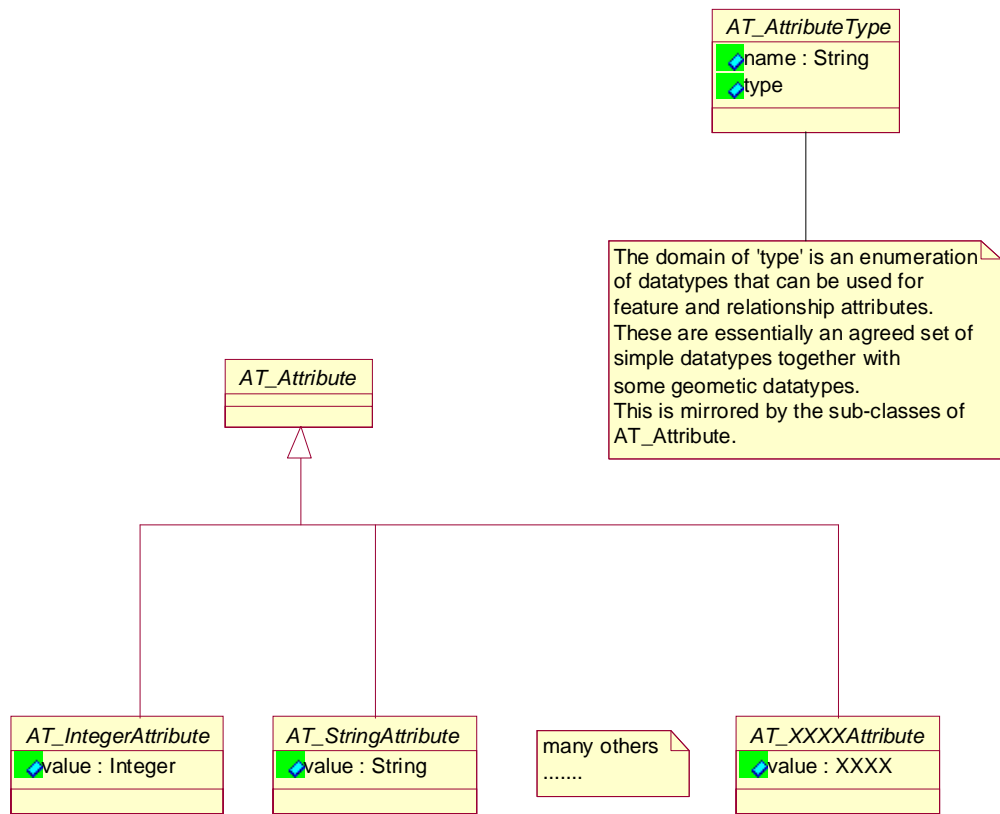 AT_AttributeType
name : String
type
The domain of 'type' is an enumeration
of datatypes that can be used for
feature and relationship attributes.
These are essentially an agreed set of
simple datatypes together with
some geometic datatypes.
This is mirrored by the sub-classes of
AT_Attribute.
AT_Attribute
AT_IntegerAttribute
value : Integer
AT_StringAttribute
value : String
many others
.......
AT_XXXXAttribute
value : XXXX